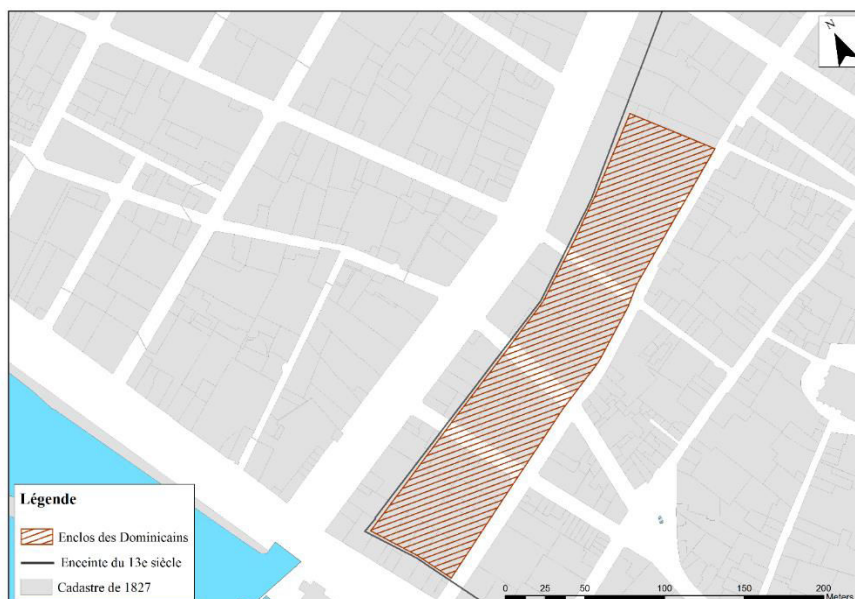 N
Légende
Enclos des Dominicains
Enceinte du 13e siècle
Cadastre de 1827
0 25 50 100 150 200
Meters